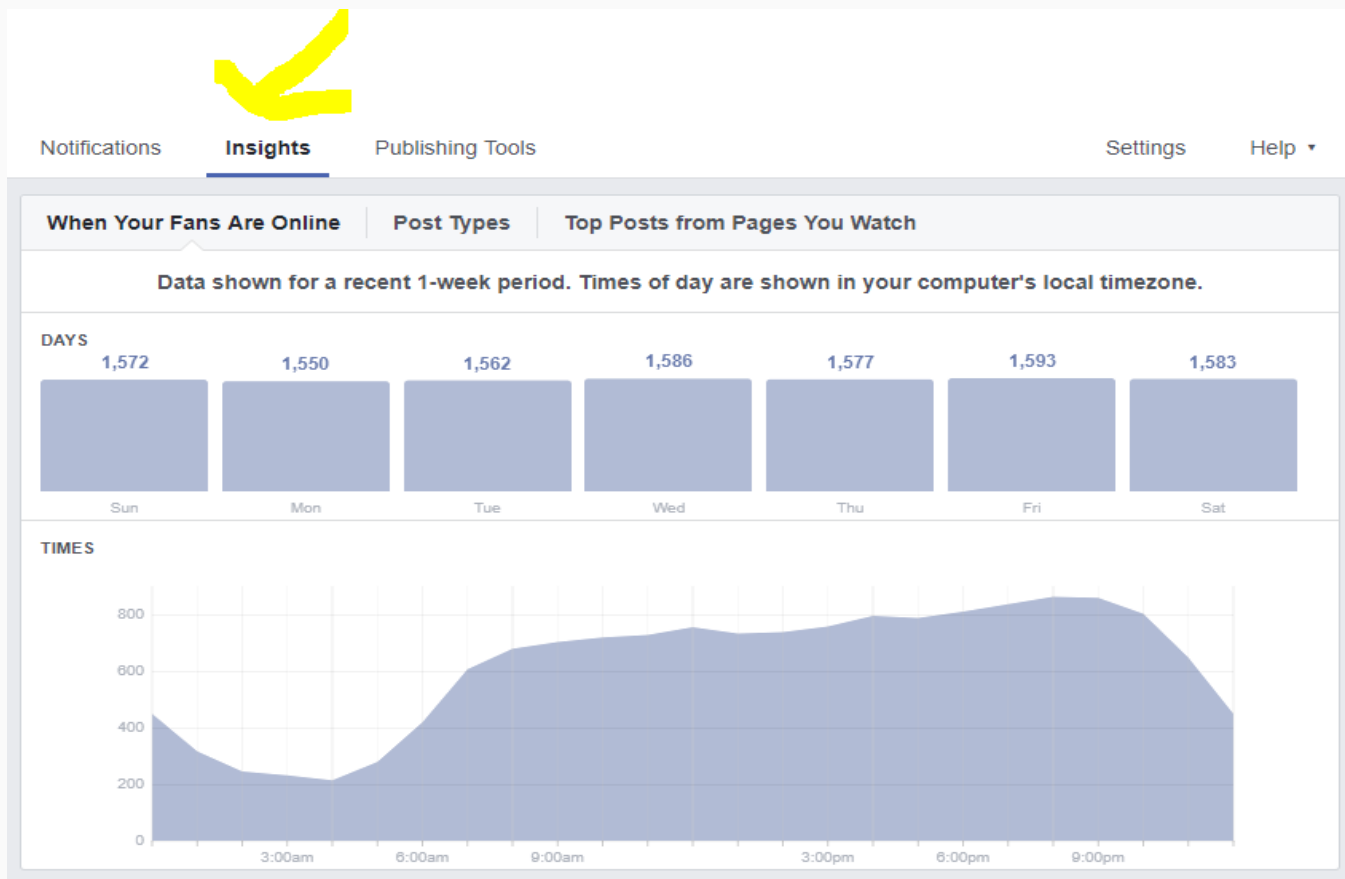 Notifications Insights Publishing Tools Settings Help
When Your Fans Are Online Post Types Top Posts from Pages You Watch
Data shown for a recent 1-week period. Times of day are shown in your computer's local timezone.
DAYS
1,572 1,550 1,562 1,586 1,577 1,593 1,583
Sun Mon Tue Wed Thu Fri Sat
TIMES
800
600
400
200
0
3:00am 6:00am 9:00am 3:00pm 6:00pm 9:00pm